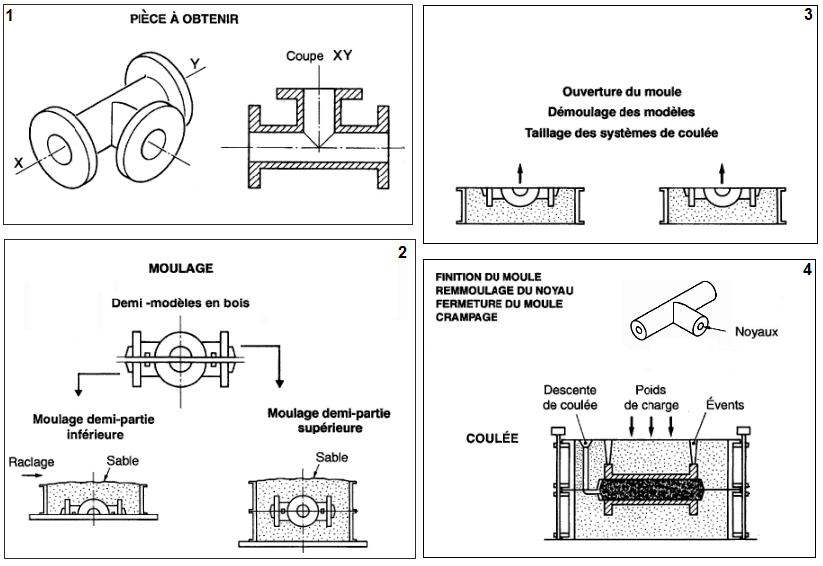 1
PIÈCE À OBTENIR
Y
X
Coupe XY
2
MOULAGE
Demi -modèles en bois
Moulage demi-partie
inférieure
Moulage demi-partie
supérieure
Raclage
Sable
Sable
3
Ouverture du moule
Démoulage des modèles
Taillage des systèmes de coulée
4
FINITION DU MOULE
REMMOULAGE DU NOYAU
FERMETURE DU MOULE
CRAMPAGE
Noyaux
Descente
de coulée
Poids
de charge
Évents
COULÉE